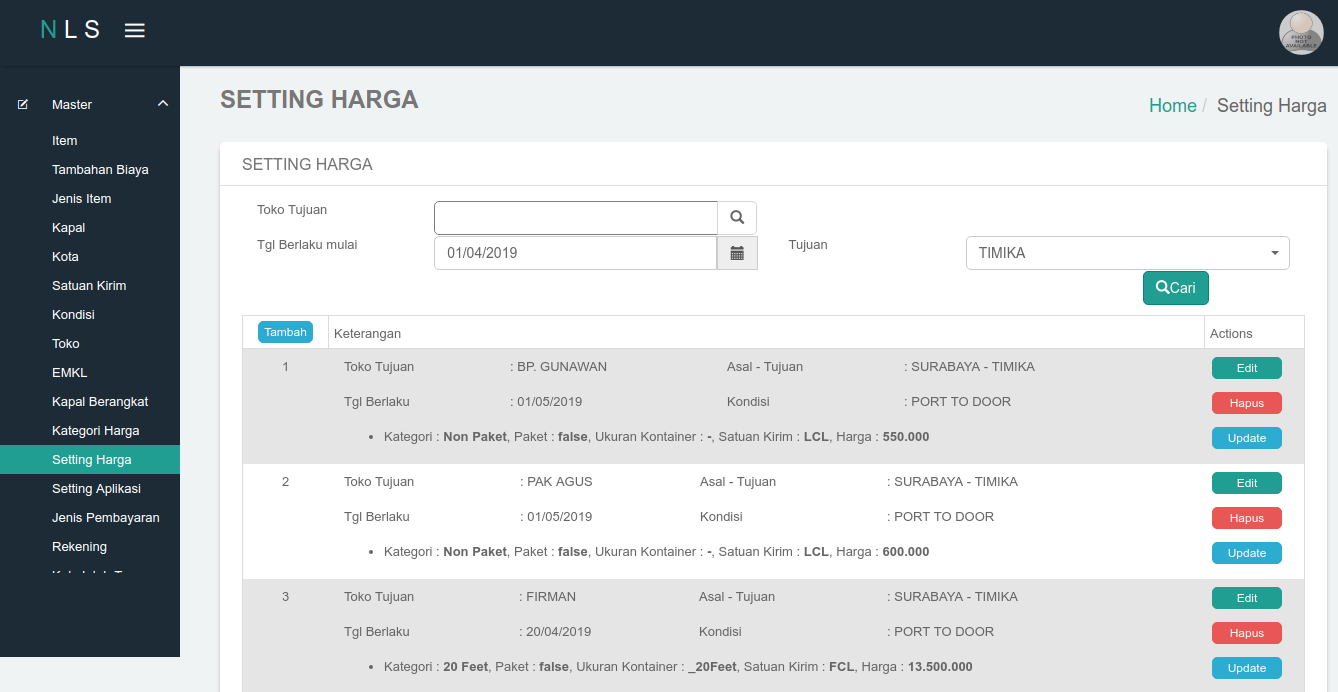 NLS
PHOTO
NOT
AVAILABLE
Master
Item
Tambahan Biaya
Jenis Item
Kapal
Kota
Satuan Kirim
Kondisi
Toko
EMKL
Kapal Berangkat
Kategori Harga
Setting Harga
Setting Aplikasi
Jenis Pembayaran
Rekening
SETTING HARGA
Home / Setting Harga
SETTING HARGA
Toko Tujuan
Tgl Berlaku mulai 01/04/2019 Tujuan TIMIKA
Cari
Tambah Keterangan Actions
1 Toko Tujuan : BP. GUNAWAN Asal - Tujuan : SURABAYA - TIMIKA Edit
Tgl Berlaku : 01/05/2019 Kondisi : PORT TO DOOR Hapus
• Kategori : Non Paket, Paket : false, Ukuran Kontainer : -, Satuan Kirim : LCL, Harga : 550.000 Update
2 Toko Tujuan : PAK AGUS Asal - Tujuan : SURABAYA - TIMIKA Edit
Tgl Berlaku : 01/05/2019 Kondisi : PORT TO DOOR Hapus
• Kategori : Non Paket, Paket : false, Ukuran Kontainer : -, Satuan Kirim : LCL, Harga : 600.000 Update
3 Toko Tujuan : FIRMAN Asal - Tujuan : SURABAYA - TIMIKA Edit
Tgl Berlaku : 20/04/2019 Kondisi : PORT TO DOOR Hapus
• Kategori : 20 Feet, Paket : false, Ukuran Kontainer : _20Feet, Satuan Kirim : FCL, Harga : 13.500.000 Update